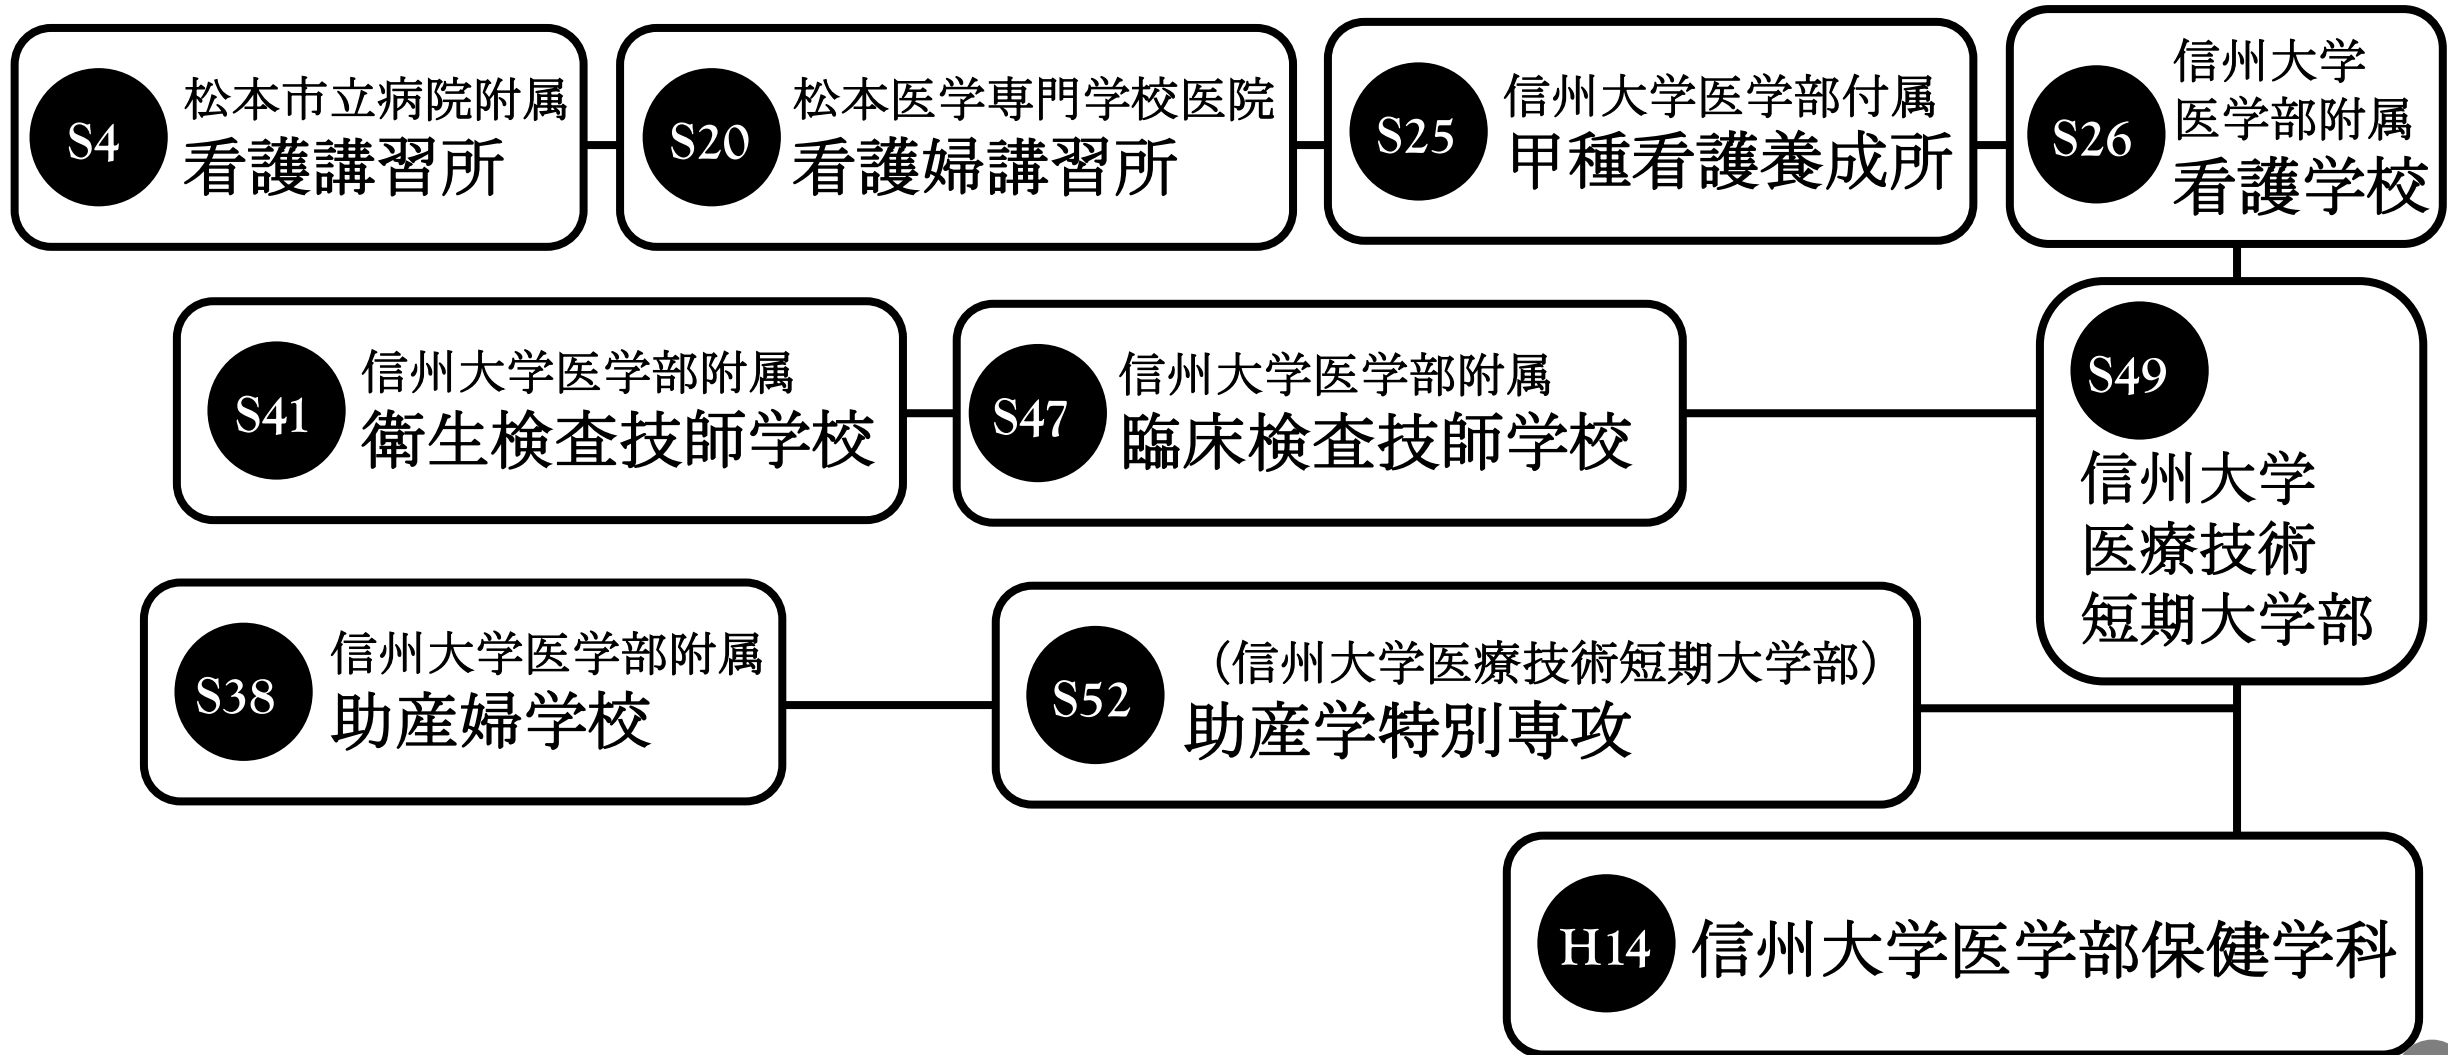 S4
松本市立病院附属
看護講習所
S20
松本医学専門学校医院
看護婦講習所
S25
信州大学医学部付属
甲種看護養成所
S26
信州大学
医学部附属
看護学校
S41
信州大学医学部附属
衛生検査技師学校
S47
信州大学医学部附属
臨床検査技師学校
S49
信州大学
医療技術
短期大学部
S38
信州大学医学部附属
助産婦学校
S52
（信州大学医療技術短期大学部）
助産学特別専攻
H14
信州大学医学部保健学科